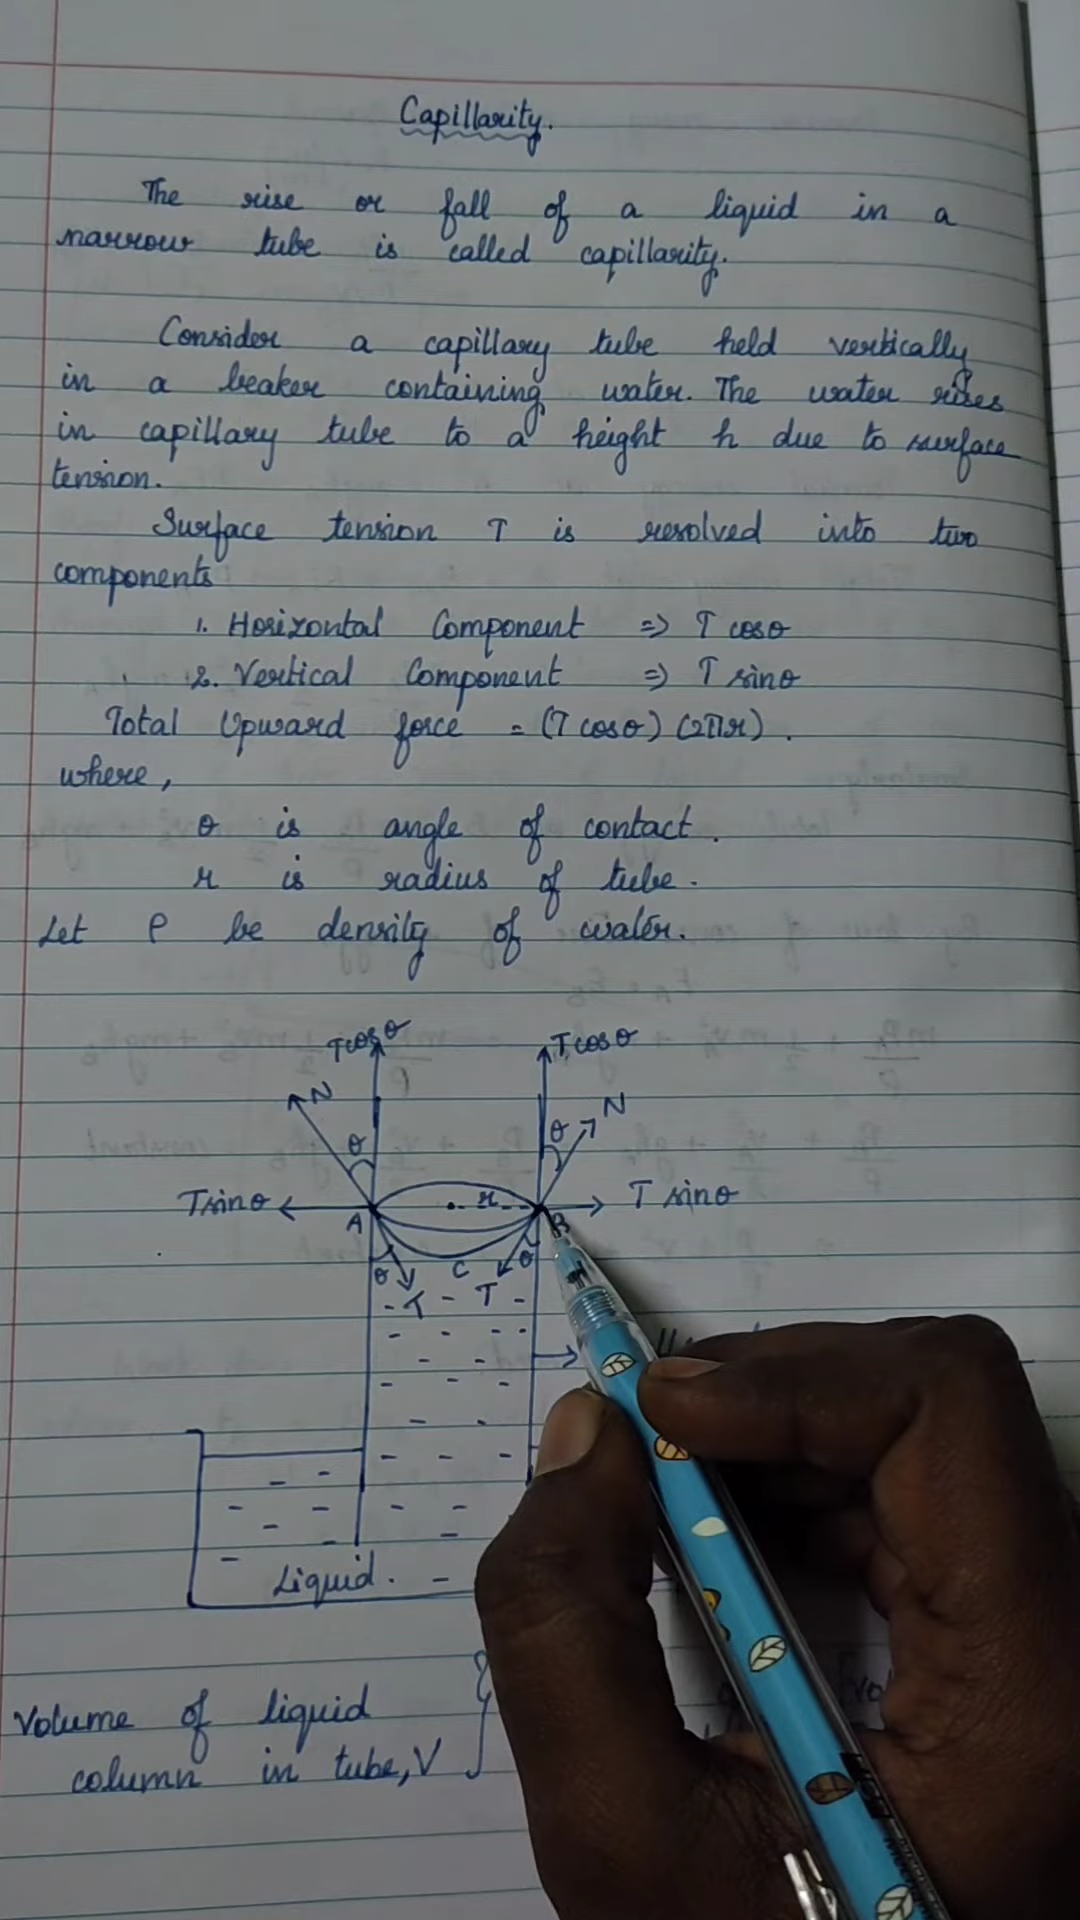 Capillarity.
The rise or fall of a liquid in a
narrow tube is called capillarity.
Consider a capillary tube held vertically
in a beaker containing water. The water rises
in capillary tube to a height h due to surface
tension.
Surface tension T is resolved into two
components
1. Horizontal Component => T cosθ
2. Vertical Component => T sinθ
Total Upward force = (T cosθ) (2πr).
where,
θ is angle of contact.
r is radius of tube.
Let ρ be density of water.
Tcosθ Tcosθ
N N
θ θ
Tsinθ r T sinθ
A B
θ C θ
T T
Liquid.
Volume of liquid
column in tube, V